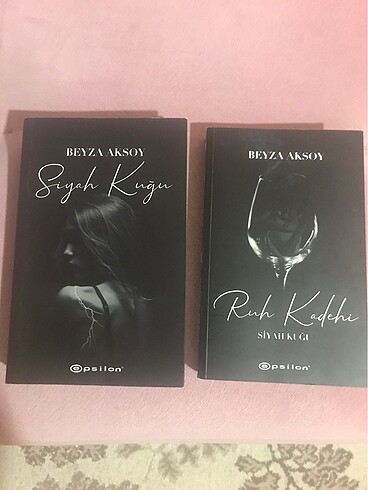 BEYZA AKSOY
Siyah Kuğu
epsilon
BEYZA AKSOY
Ruh Kadehi
SİYAH KUĞU
epsilon